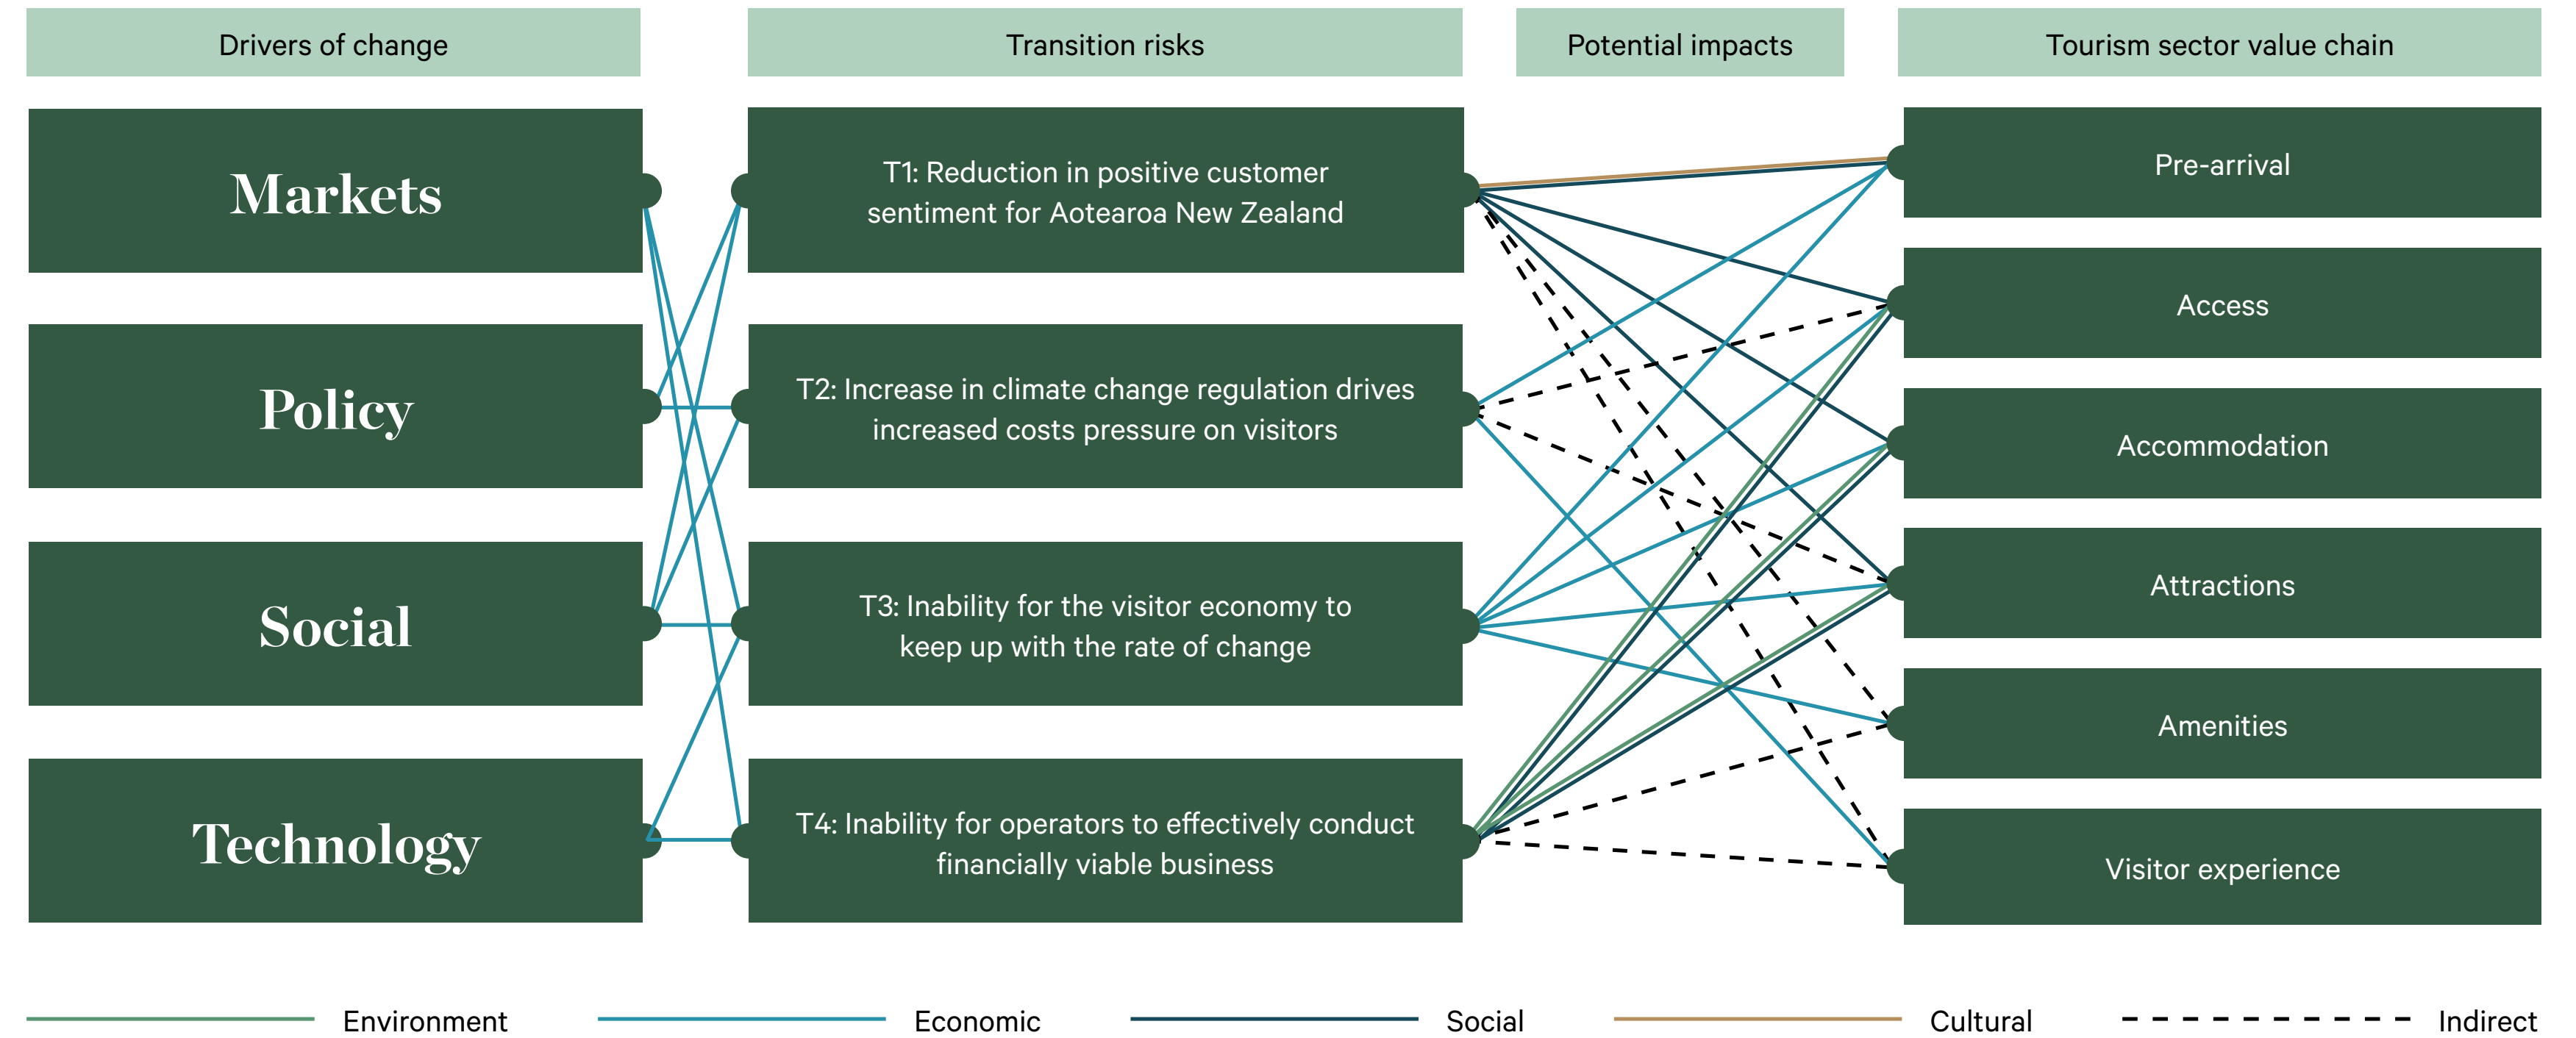 Drivers of change
Transition risks
Potential impacts
Tourism sector value chain
Markets
Policy
Social
Technology
T1: Reduction in positive customer
sentiment for Aotearoa New Zealand
T2: Increase in climate change regulation drives
increased costs pressure on visitors
T3: Inability for the visitor economy to
keep up with the rate of change
T4: Inability for operators to effectively conduct
financially viable business
Pre-arrival
Access
Accommodation
Attractions
Amenities
Visitor experience
Environment
Economic
Social
Cultural
Indirect